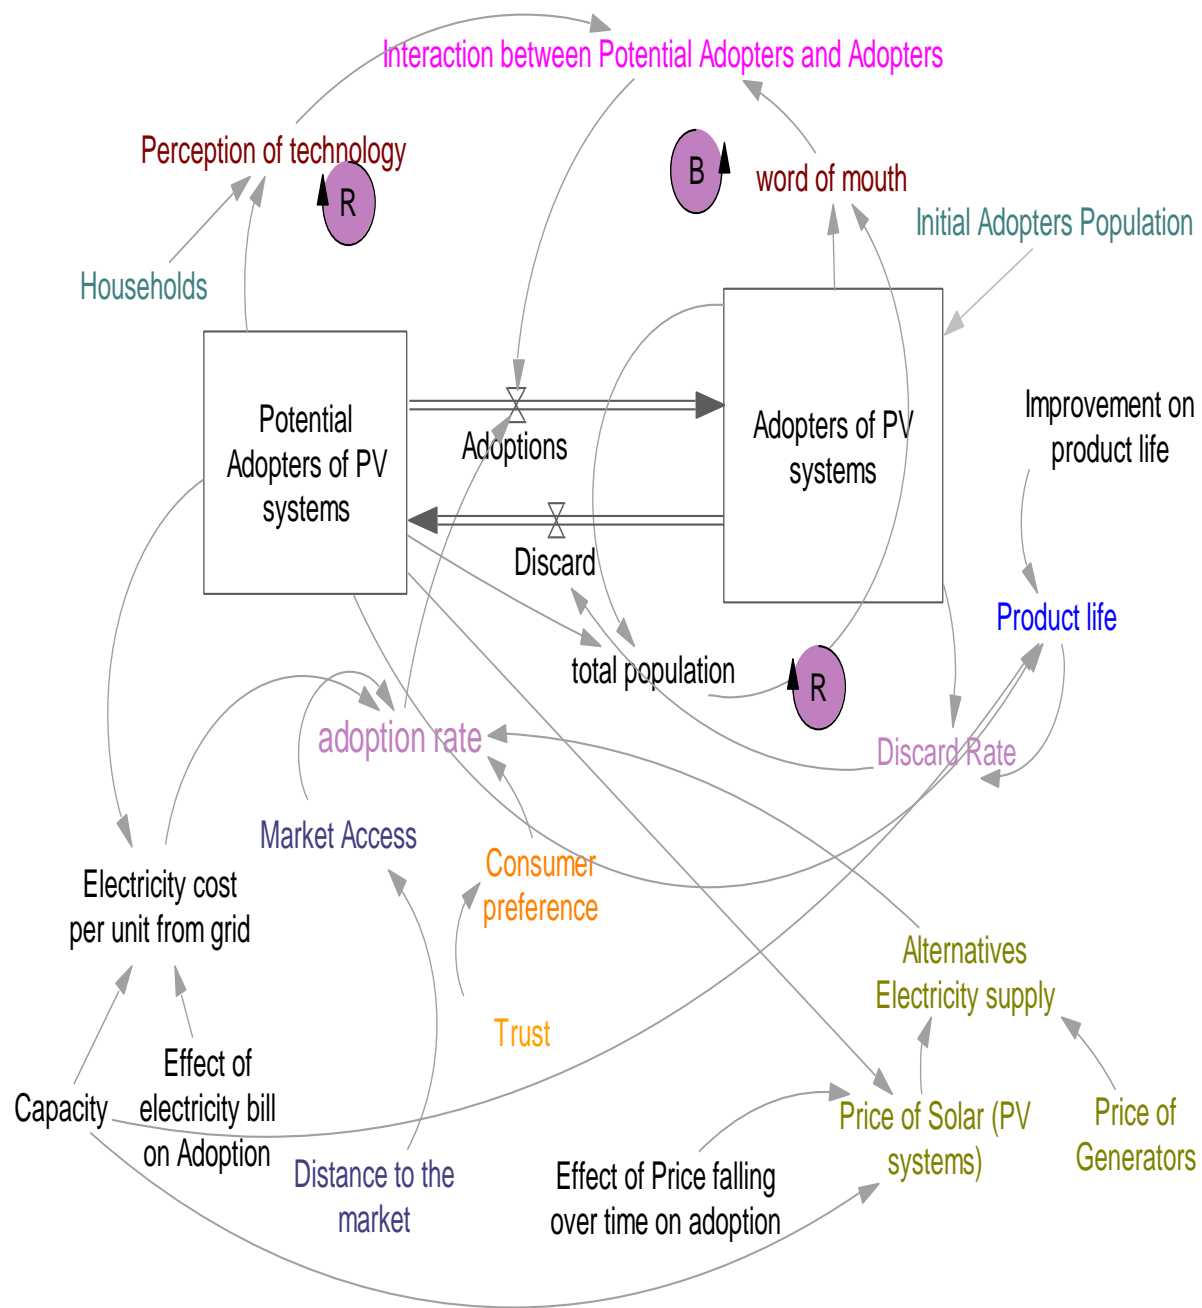 Interaction between Potential Adopters and Adopters
Perception of technology
R
B
word of mouth
Initial Adopters Population
Households
Potential
Adopters of PV
systems
Adoptions
Adopters of PV
systems
Improvement on
product life
Discard
Product life
total population
R
adoption rate
Discard Rate
Market Access
Consumer
preference
Electricity cost
per unit from grid
Alternatives
Electricity supply
Trust
Effect of
electricity bill
on Adoption
Capacity
Distance to the
market
Effect of Price falling
over time on adoption
Price of Solar (PV
systems)
Price of
Generators